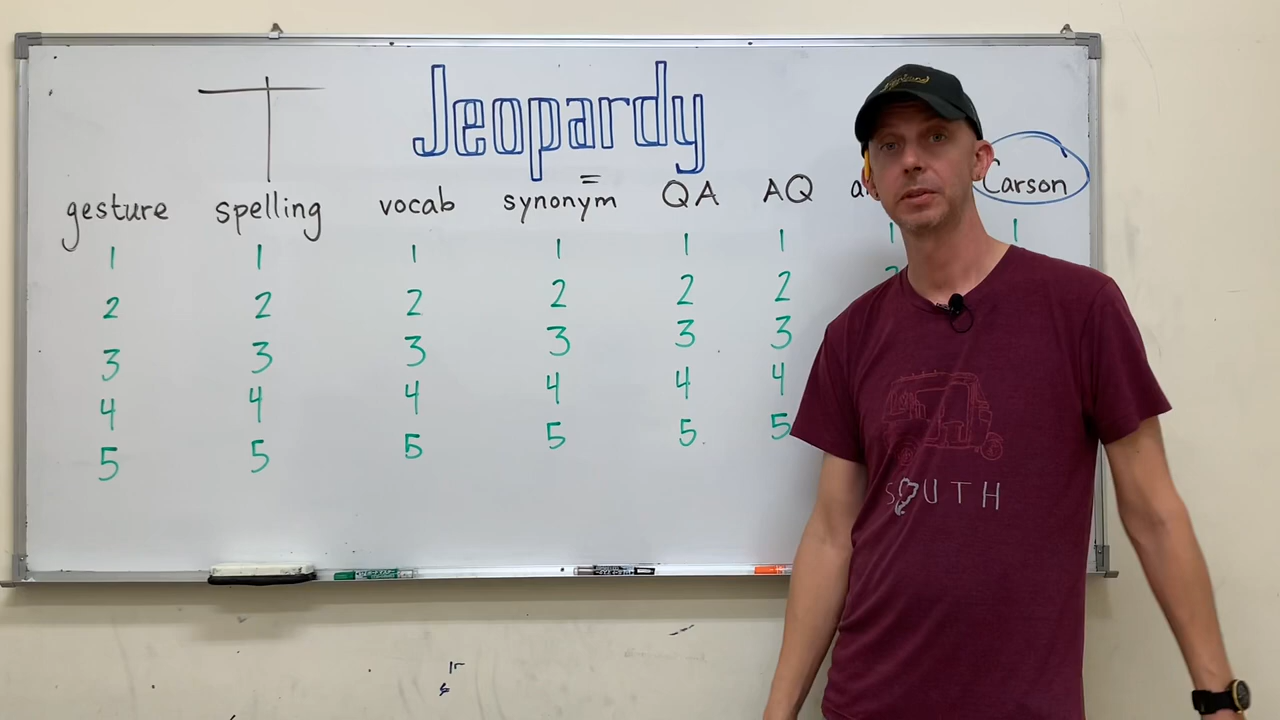 Jeopardy
gesture spelling vocab synonym QA AQ Carson
1 1 1 1 1 1 1 1
2 2 2 2 2 2
3 3 3 3 3 3
4 4 4 4 4 4
5 5 5 5 5 5
SOUTH